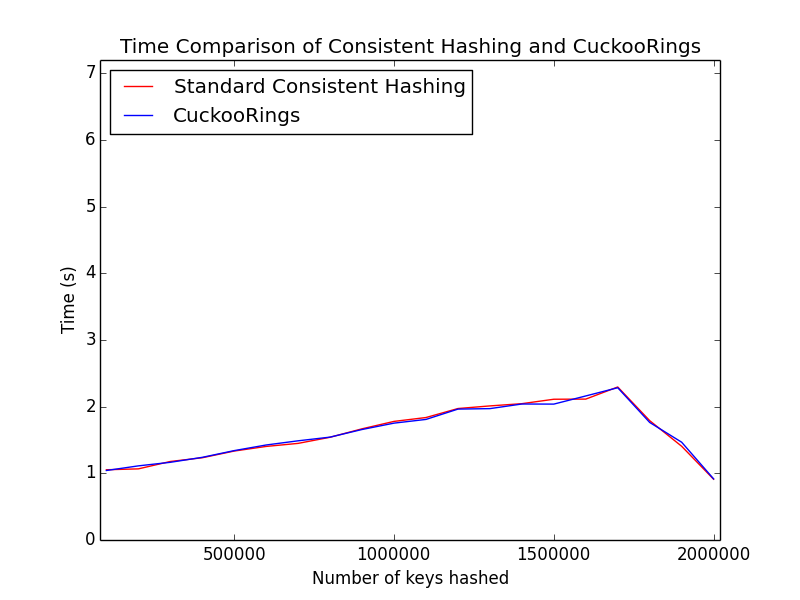 Time Comparison of Consistent Hashing and CuckooRings
Standard Consistent Hashing
CuckooRings
7
6
5
4
3
2
1
0
Time (s)
500000 1000000 1500000 2000000
Number of keys hashed